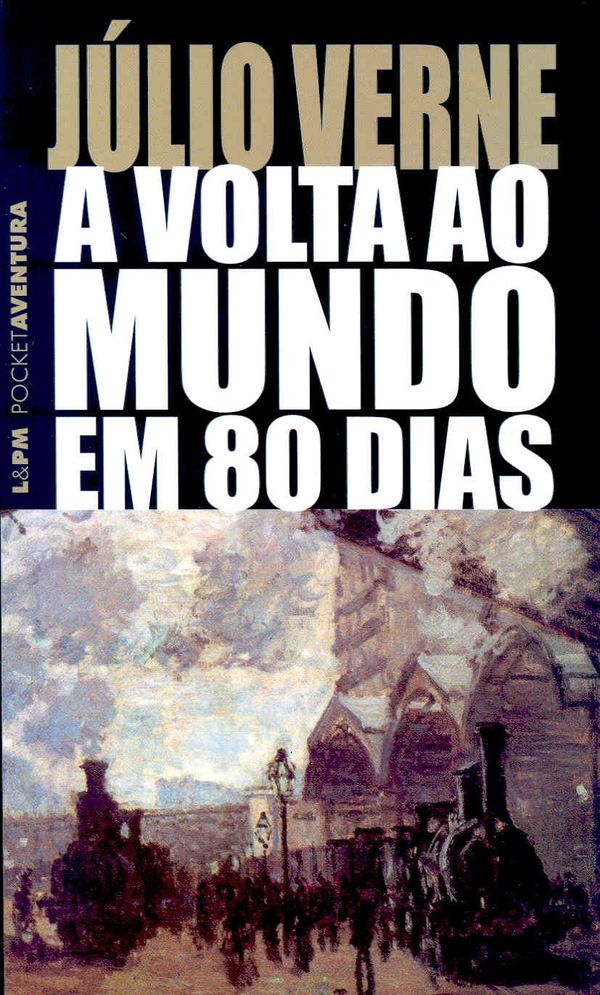 JÚLIO VERNE
A VOLTA AO
MUNDO
EM 80 DIAS
L&PM POCKETAVENTURA